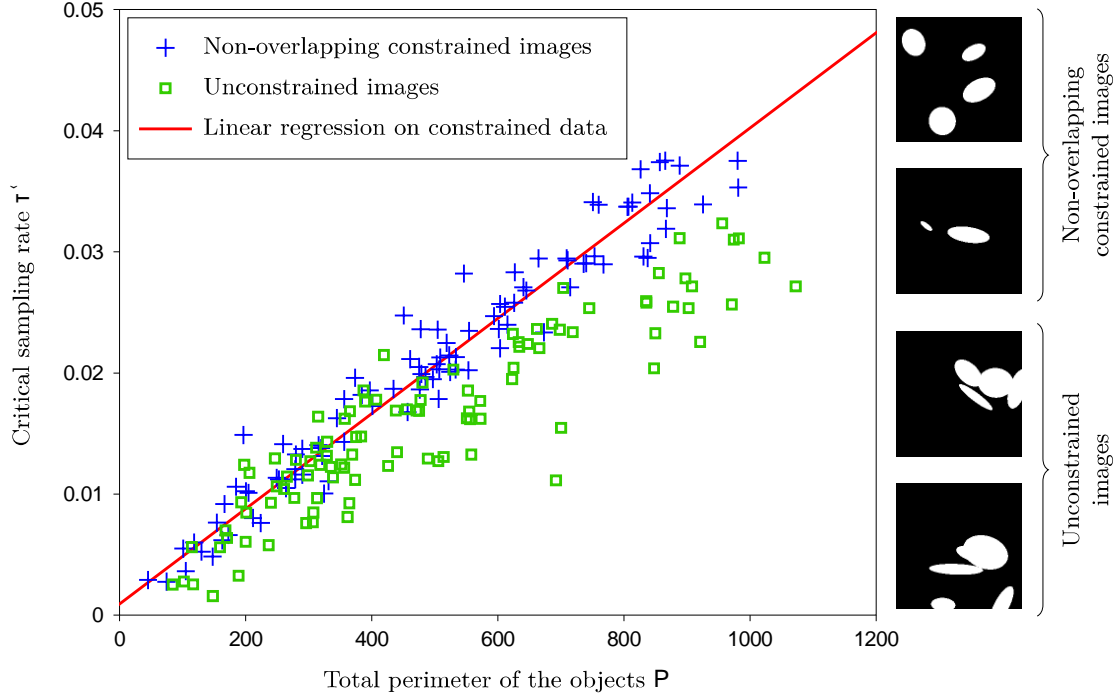 0.05
0.04
0.03
0.02
0.01
0
Critical sampling rate τ‘
Non-overlapping constrained images
Unconstrained images
Linear regression on constrained data
0 200 400 600 800 1000 1200
Total perimeter of the objects P
Non-overlapping
constrained images
Unconstrained
images